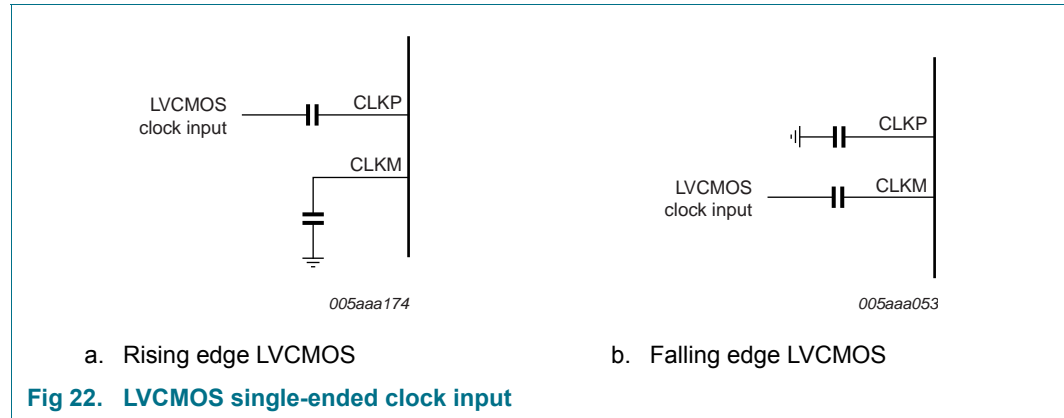 LVCMOS
clock input
CLKP
CLKM
005aaa174
a. Rising edge LVCMOS
CLKP
LVCMOS
clock input
CLKM
005aaa053
b. Falling edge LVCMOS
Fig 22. LVCMOS single-ended clock input